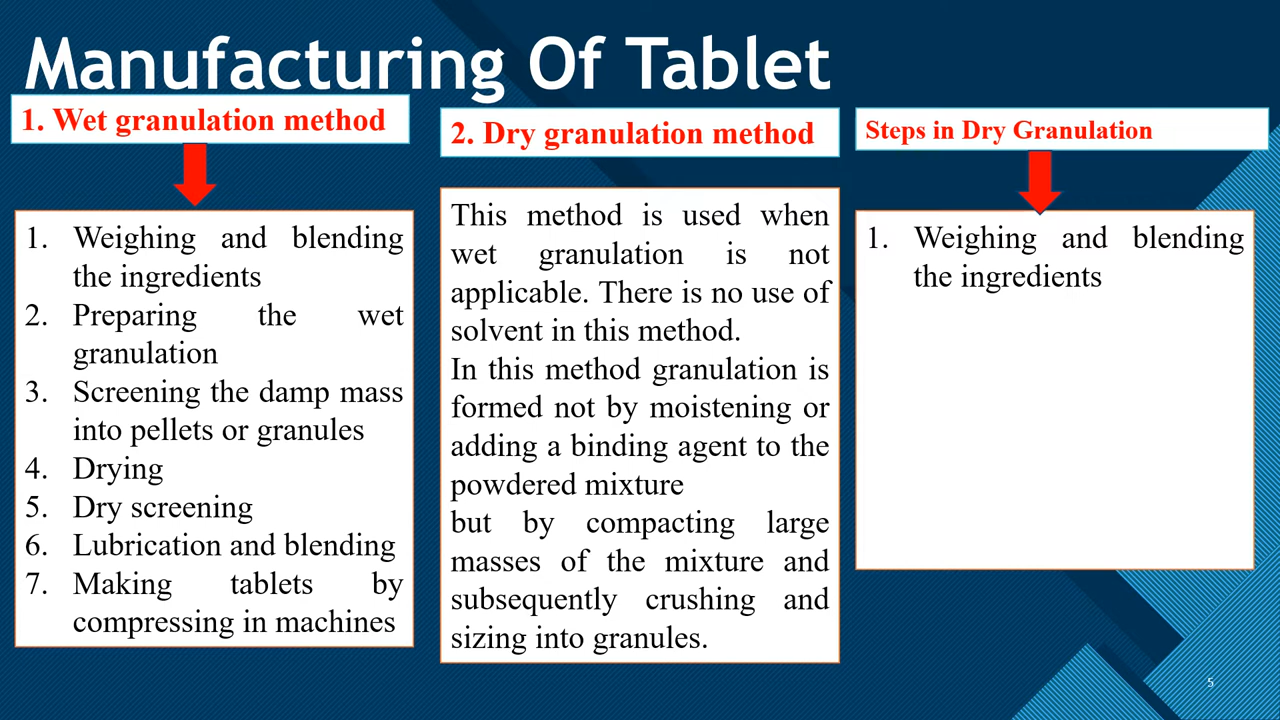 Manufacturing Of Tablet
1. Wet granulation method
1. Weighing and blending
the ingredients
2. Preparing the wet
granulation
3. Screening the damp mass
into pellets or granules
4. Drying
5. Dry screening
6. Lubrication and blending
7. Making tablets by
compressing in machines
2. Dry granulation method
This method is used when
wet granulation is not
applicable. There is no use of
solvent in this method.
In this method granulation is
formed not by moistening or
adding a binding agent to the
powdered mixture
but by compacting large
masses of the mixture and
subsequently crushing and
sizing into granules.
Steps in Dry Granulation
1. Weighing and blending
the ingredients
5